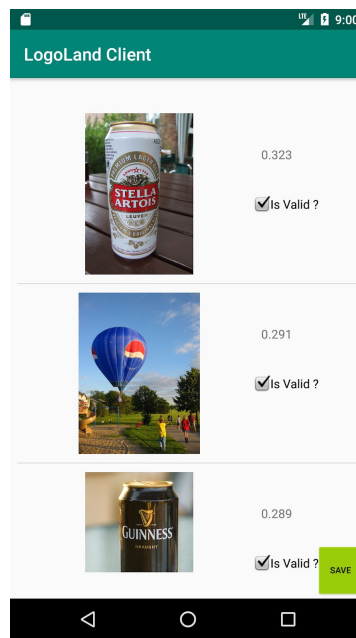 LTE 9:00
LogoLand Client
PREMIUM LAGER
STELLA
ARTOIS
LEUVEN
0.323
Is Valid ?
0.291
Is Valid ?
GUINNESS
DRAUGHT
0.289
Is Valid ?
SAVE